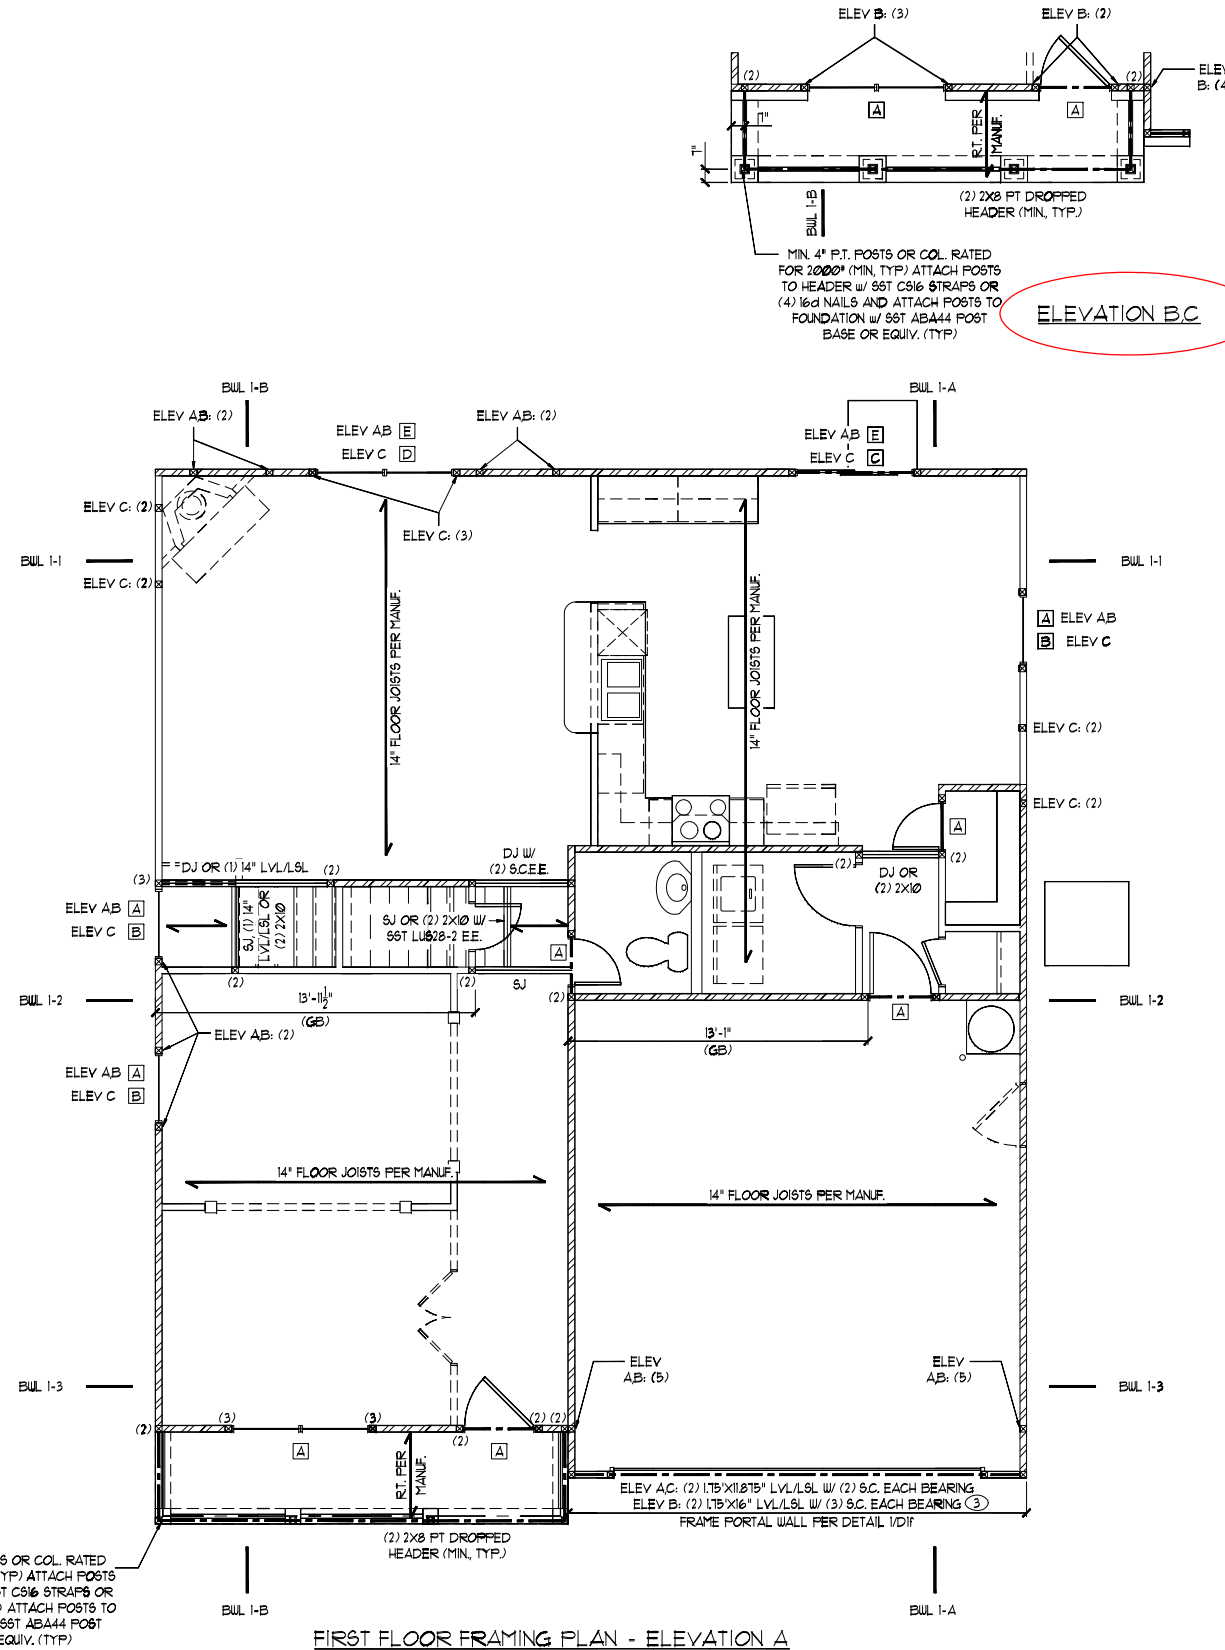 ELEV B: (3)
ELEV B: (2)
(2)
(2)
ELEV
B: (4
A
A
7"
7"
R.T. PER
MANUF.
(2) 2X8 PT DROPPED
HEADER (MIN., TYP.)
BWL 1-B
MIN. 4" P.T. POSTS OR COL. RATED
FOR 2000# (MIN, TYP) ATTACH POSTS
TO HEADER w/ SST CS16 STRAPS OR
(4) 16d NAILS AND ATTACH POSTS TO
FOUNDATION w/ SST ABA44 POST
BASE OR EQUIV. (TYP)
ELEVATION B,C
BWL 1-B
BWL 1-A
ELEV A,B: (2)
ELEV A,B E
ELEV C D
ELEV A,B: (2)
ELEV A,B E
ELEV C C
ELEV C: (2)
ELEV C: (3)
BWL 1-1
BWL 1-1
ELEV C: (2)
14" FLOOR JOISTS PER MANUF.
14" FLOOR JOISTS PER MANUF.
A ELEV A,B
B ELEV C
ELEV C: (2)
ELEV C: (2)
A
DJ OR (1) 14" LVL/LSL
(2)
DJ W/
(2) S.C.E.E.
(3)
(2)
DJ OR
(2) 2X10
(2)
ELEV A,B A
ELEV C B
SJ, (1) 14"
LVL/LSL OR
(2) 2X10
SJ OR (2) 2X10 W/
SST LUS28-2 E.E.
A
(2)
(2)
SJ
(2)
BWL 1-2
BWL 1-2
13'-11 1/2"
(GB)
A
ELEV A,B: (2)
13'-1"
(GB)
ELEV A,B A
ELEV C B
14" FLOOR JOISTS PER MANUF.
14" FLOOR JOISTS PER MANUF.
BWL 1-3
BWL 1-3
ELEV
A,B: (5)
ELEV
A,B: (5)
(2)
(3)
(3)
(2)
(2)
(2)
A
A
R.T. PER
MANUF.
ELEV A,C: (2) 1.75"X11.875" LVL/LSL W/ (2) S.C. EACH BEARING
ELEV B: (2) 1.75"X16" LVL/LSL W/ (3) S.C. EACH BEARING 3
FRAME PORTAL WALL PER DETAIL 1/D1f
(2) 2X8 PT DROPPED
HEADER (MIN., TYP.)
S OR COL. RATED
YP) ATTACH POSTS
T CS16 STRAPS OR
ATTACH POSTS TO
SST ABA44 POST
EQUIV. (TYP)
BWL 1-B
BWL 1-A
FIRST FLOOR FRAMING PLAN - ELEVATION A